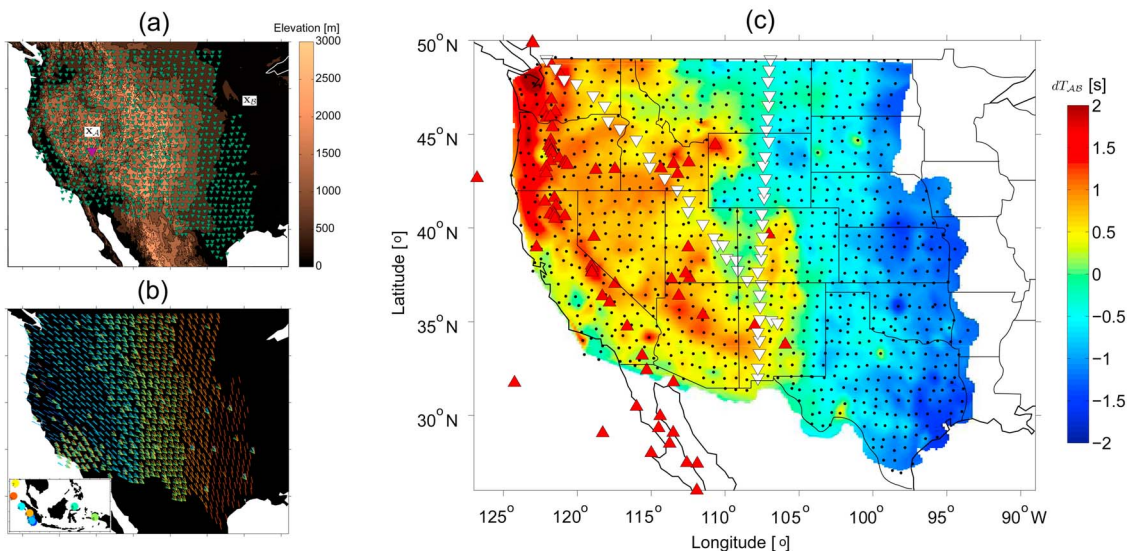 (a)
Elevation [m]
3000
2500
2000
1500
1000
500
0
x_A
x_B
(b)
(c)
50° N
45° N
40° N
35° N
30° N
Latitude [ o]
125° 120° 115° 110° 105° 100° 95° 90° W
Longitude [ o]
dT_AB [s]
2
1.5
1
0.5
0
−0.5
−1
−1.5
−2